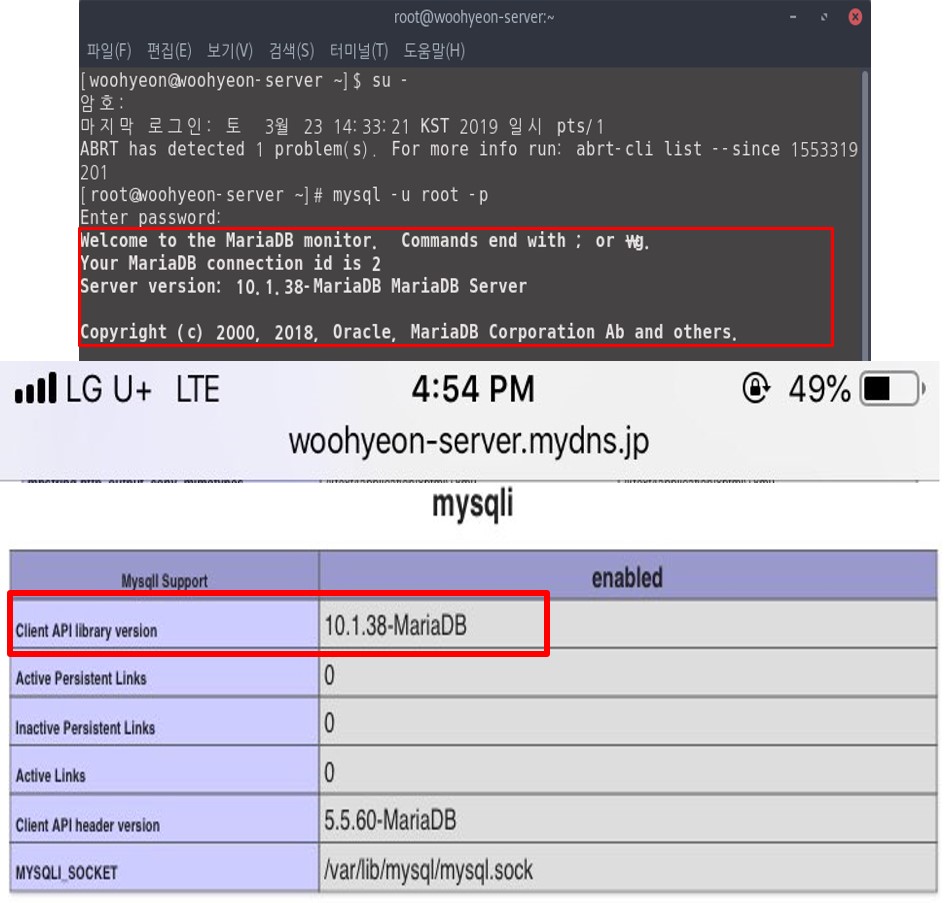 root@woohyeon-server:~
파일(F) 편집(E) 보기(V) 검색(S) 터미널(T) 도움말(H)
[woohyeon@woohyeon-server ~]$ su -
암호:
마지막 로그인: 토 3월 23 14:33:21 KST 2019 일시 pts/1
ABRT has detected 1 problem(s). For more info run: abrt-cli list --since 1553319
201
[root@woohyeon-server ~]# mysql -u root -p
Enter password:
Welcome to the MariaDB monitor. Commands end with ; or ₩g.
Your MariaDB connection id is 2
Server version: 10.1.38-MariaDB MariaDB Server
Copyright (c) 2000, 2018, Oracle, MariaDB Corporation Ab and others.
LG U+ LTE 4:54 PM 49%
woohyeon-server.mydns.jp
mysqli
MysqlI Support enabled
Client API library version 10.1.38-MariaDB
Active Persistent Links 0
Inactive Persistent Links 0
Active Links 0
Client API header version 5.5.60-MariaDB
MYSQLI_SOCKET /var/lib/mysql/mysql.sock